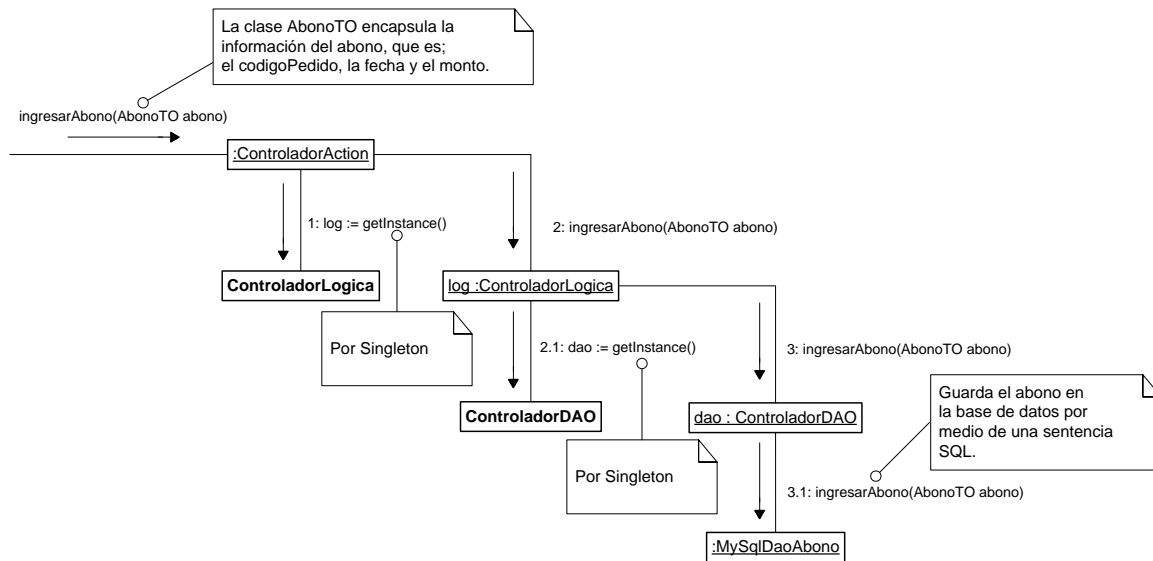 La clase AbonoTO encapsula la
información del abono, que es;
el codigoPedido, la fecha y el monto.
ingresarAbono(AbonoTO abono)
:ControladorAction
1: log := getInstance()
2: ingresarAbono(AbonoTO abono)
ControladorLogica
log :ControladorLogica
Por Singleton
2.1: dao := getInstance()
3: ingresarAbono(AbonoTO abono)
ControladorDAO
dao : ControladorDAO
Guarda el abono en
la base de datos por
medio de una sentencia
SQL.
Por Singleton
3.1: ingresarAbono(AbonoTO abono)
:MySqlDaoAbono